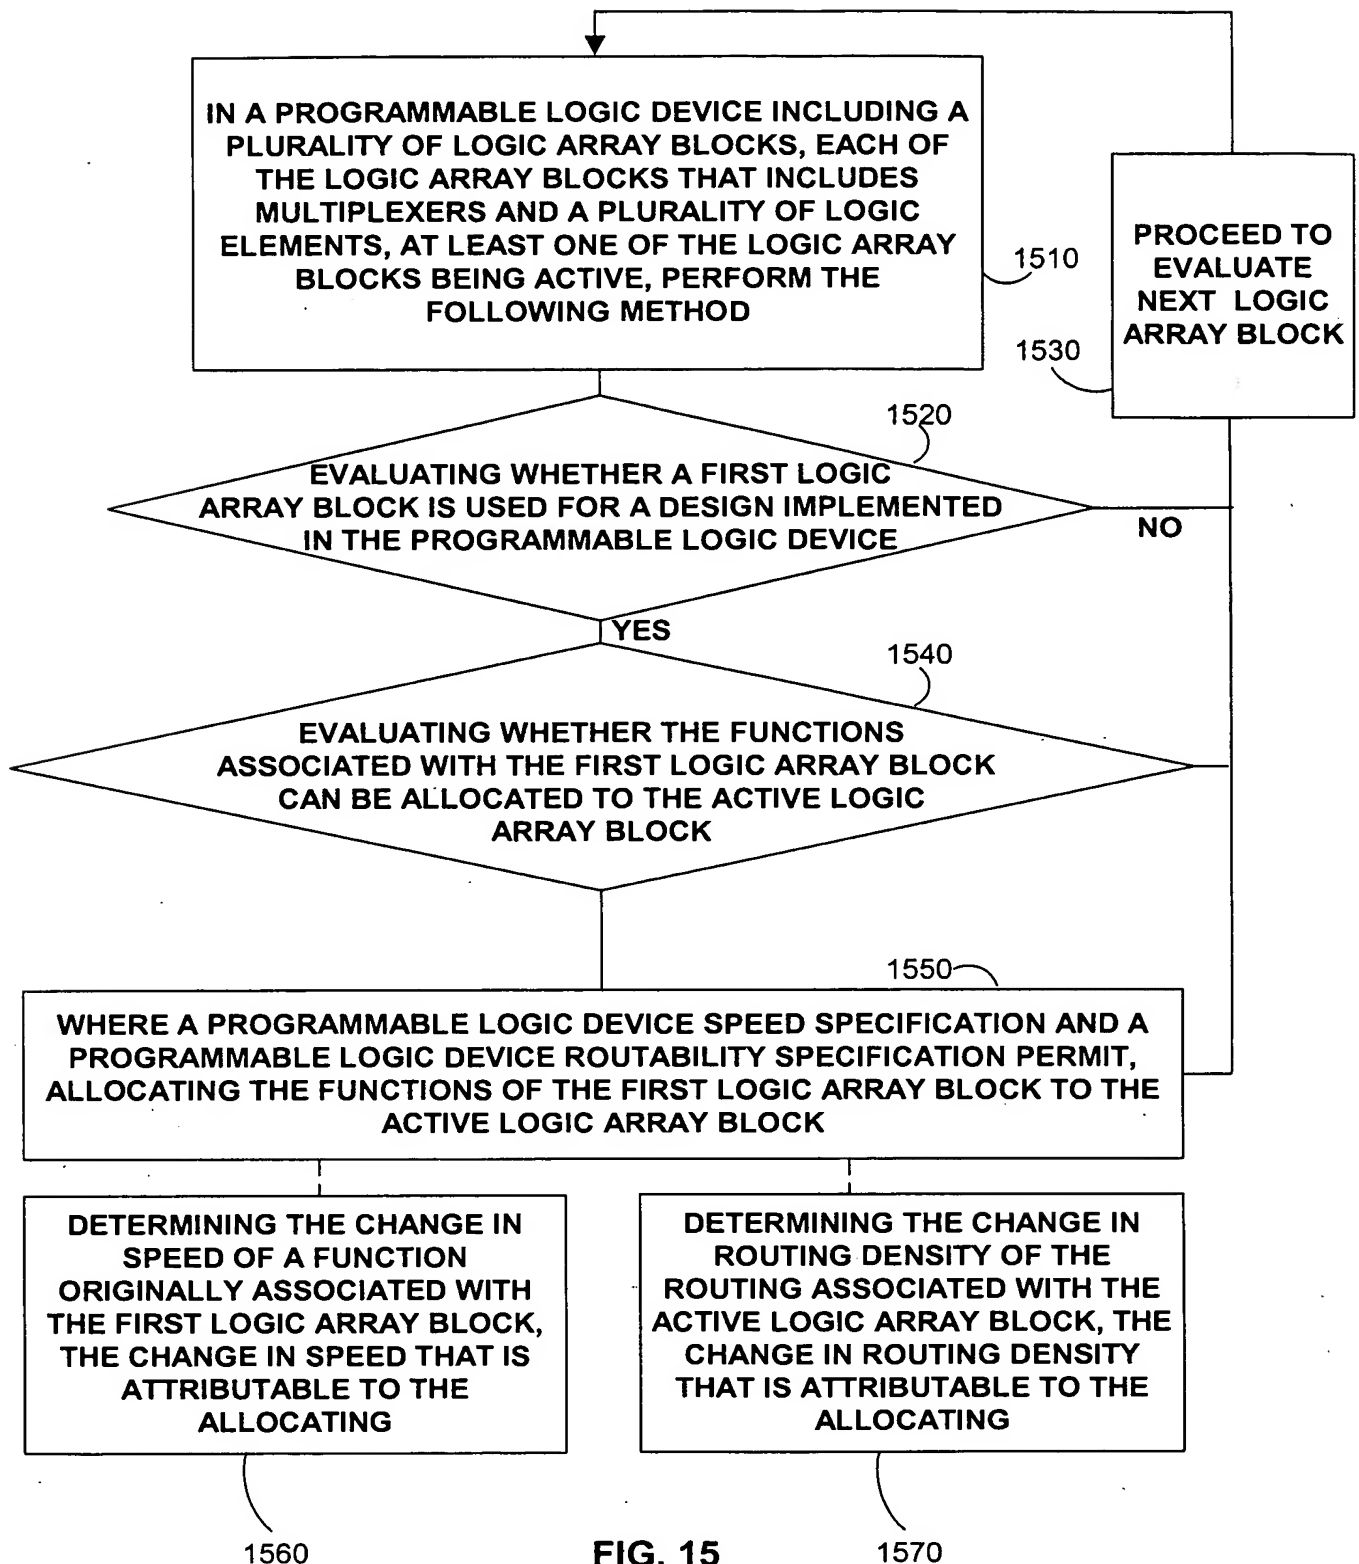 IN A PROGRAMMABLE LOGIC DEVICE INCLUDING A
PLURALITY OF LOGIC ARRAY BLOCKS, EACH OF
THE LOGIC ARRAY BLOCKS THAT INCLUDES
MULTIPLEXERS AND A PLURALITY OF LOGIC
ELEMENTS, AT LEAST ONE OF THE LOGIC ARRAY
BLOCKS BEING ACTIVE, PERFORM THE
FOLLOWING METHOD
1510
PROCEED TO
EVALUATE
NEXT LOGIC
ARRAY BLOCK
1530
1520
EVALUATING WHETHER A FIRST LOGIC
ARRAY BLOCK IS USED FOR A DESIGN IMPLEMENTED
IN THE PROGRAMMABLE LOGIC DEVICE
NO
YES
1540
EVALUATING WHETHER THE FUNCTIONS
ASSOCIATED WITH THE FIRST LOGIC ARRAY BLOCK
CAN BE ALLOCATED TO THE ACTIVE LOGIC
ARRAY BLOCK
1550
WHERE A PROGRAMMABLE LOGIC DEVICE SPEED SPECIFICATION AND A
PROGRAMMABLE LOGIC DEVICE ROUTABILITY SPECIFICATION PERMIT,
ALLOCATING THE FUNCTIONS OF THE FIRST LOGIC ARRAY BLOCK TO THE
ACTIVE LOGIC ARRAY BLOCK
DETERMINING THE CHANGE IN
SPEED OF A FUNCTION
ORIGINALLY ASSOCIATED WITH
THE FIRST LOGIC ARRAY BLOCK,
THE CHANGE IN SPEED THAT IS
ATTRIBUTABLE TO THE
ALLOCATING
DETERMINING THE CHANGE IN
ROUTING DENSITY OF THE
ROUTING ASSOCIATED WITH THE
ACTIVE LOGIC ARRAY BLOCK, THE
CHANGE IN ROUTING DENSITY
THAT IS ATTRIBUTABLE TO THE
ALLOCATING
1560
FIG. 15
1570